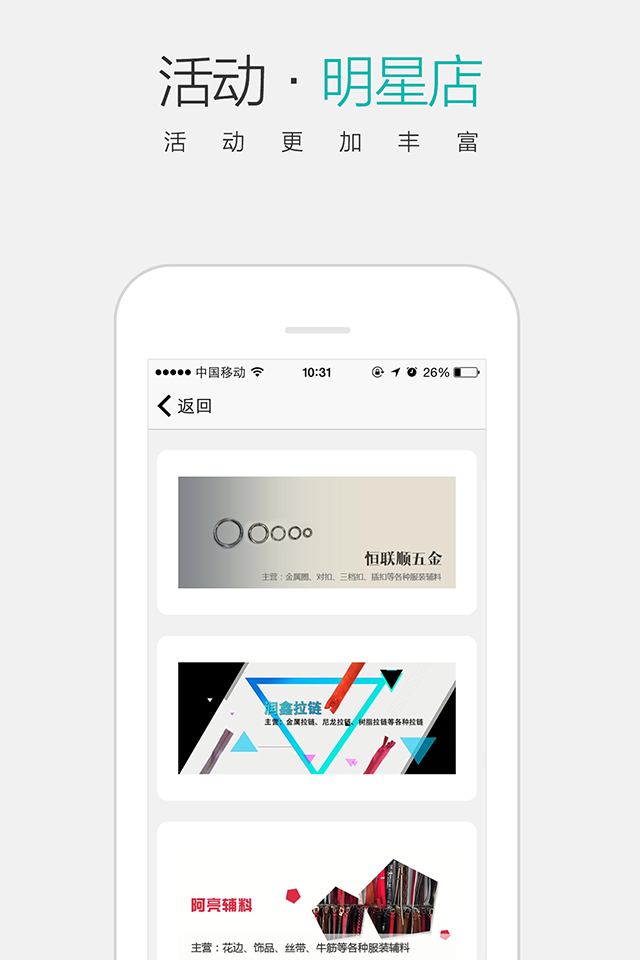 活动·明星店
活动更加丰富
中国移动 10:31 26%
返回
恒联顺五金
主营：金属圈、对扣、三档扣、插扣等各种服装辅料
润鑫拉链
主营：金属拉链、尼龙拉链、树脂拉链等各种拉链
阿亮辅料
主营：花边、饰品、丝带、牛筋等各种服装辅料